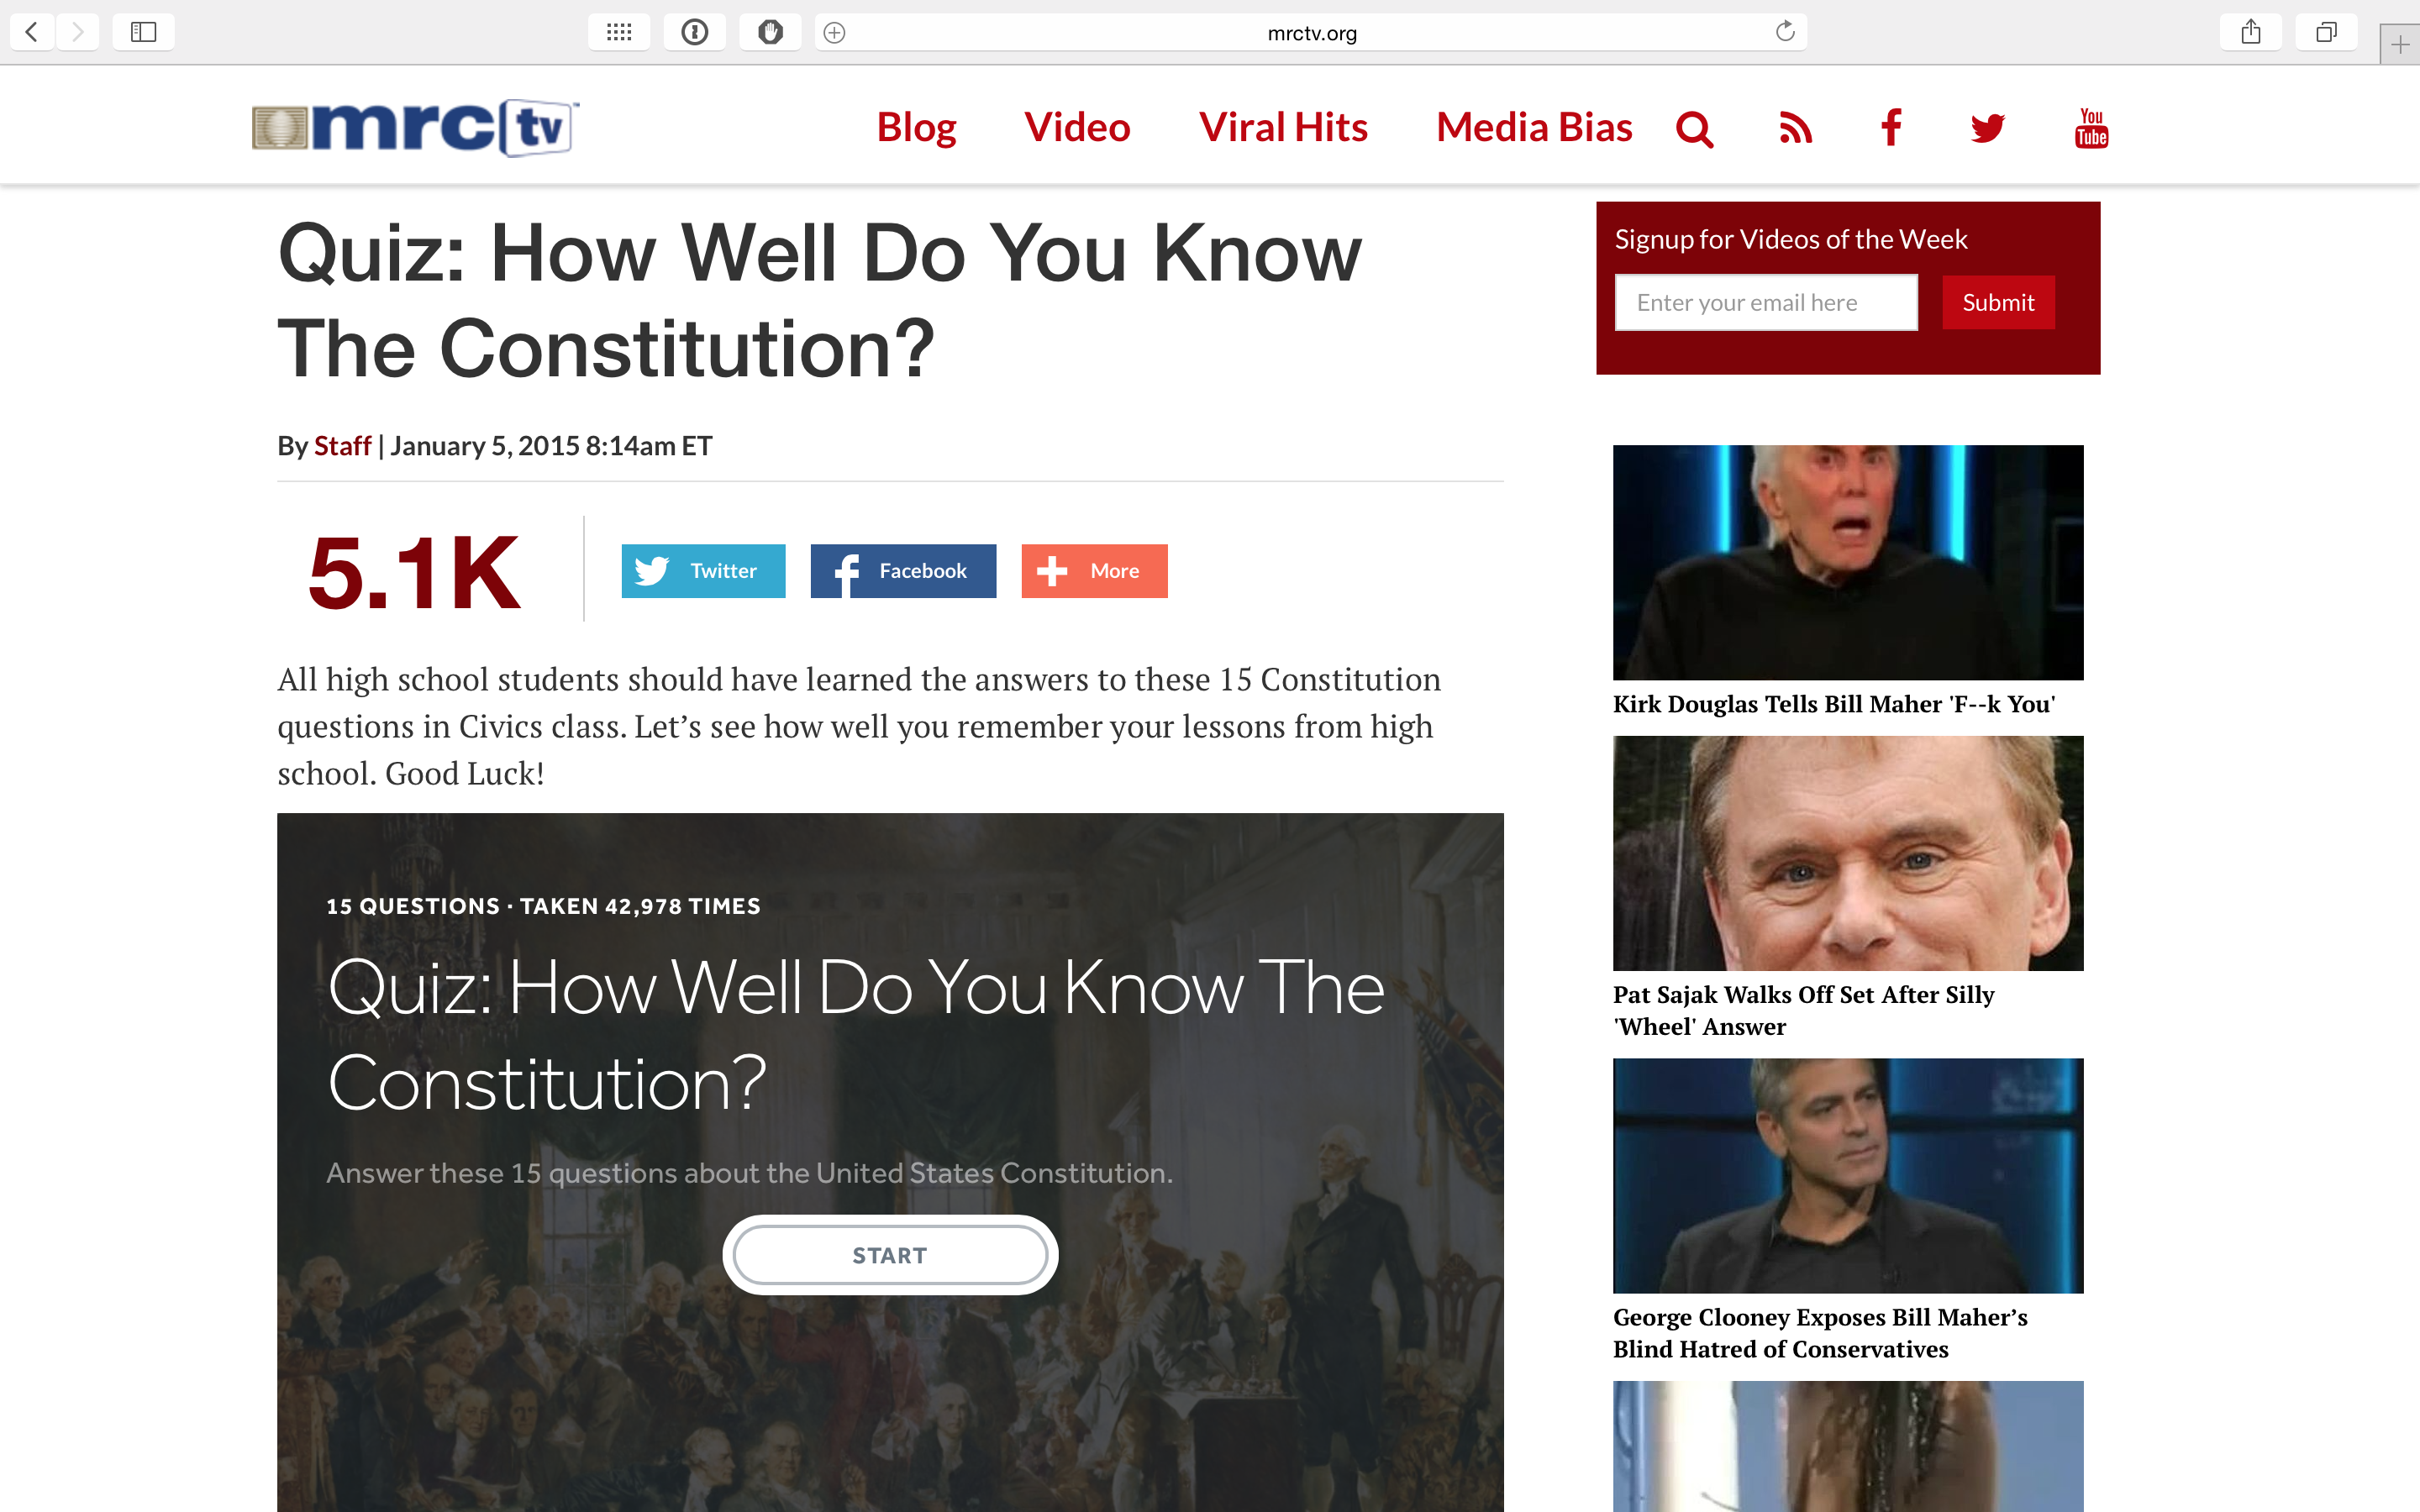 mrctv.org
mrc tv™
Blog Video Viral Hits Media Bias You Tube
Quiz: How Well Do You Know
The Constitution?
By Staff | January 5, 2015 8:14am ET
5.1K Twitter Facebook More
All high school students should have learned the answers to these 15 Constitution
questions in Civics class. Let’s see how well you remember your lessons from high
school. Good Luck!
15 QUESTIONS · TAKEN 42,978 TIMES
Quiz: How Well Do You Know The
Constitution?
Answer these 15 questions about the United States Constitution.
START
Signup for Videos of the Week
Enter your email here Submit
Kirk Douglas Tells Bill Maher 'F--k You'
Pat Sajak Walks Off Set After Silly
'Wheel' Answer
George Clooney Exposes Bill Maher’s
Blind Hatred of Conservatives